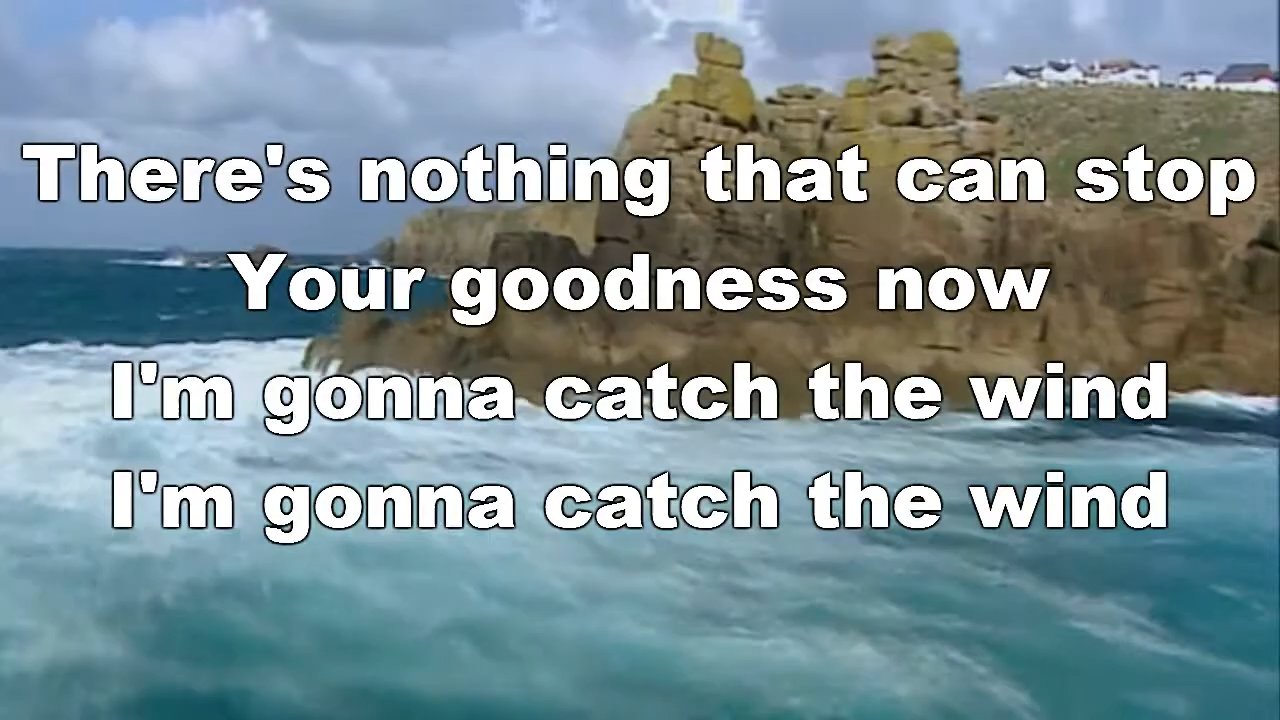 There's nothing that can stop
Your goodness now
I'm gonna catch the wind
I'm gonna catch the wind